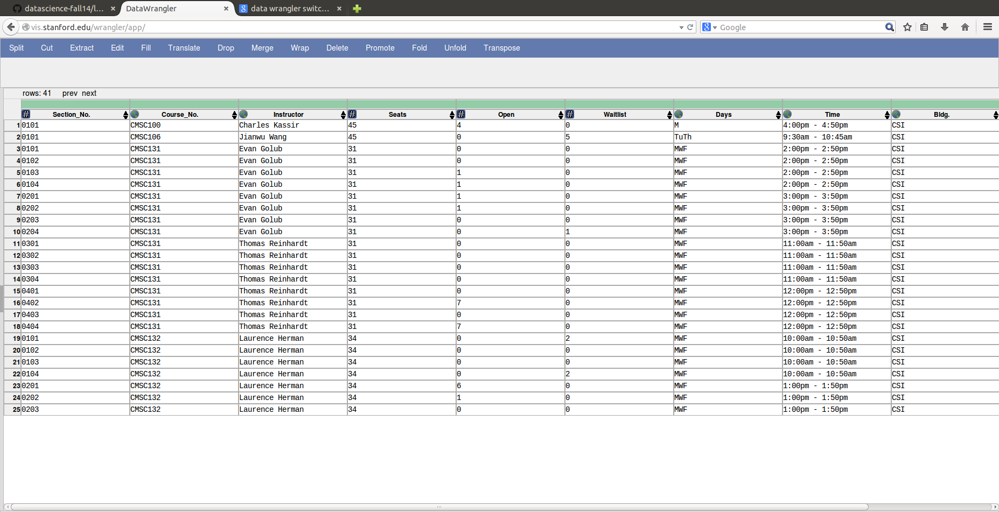 datascience-fall14/l... × DataWrangler × 8 data wrangler switc... ×
vis.stanford.edu/wrangler/app/ 8 Google
Split Cut Extract Edit Fill Translate Drop Merge Wrap Delete Promote Fold Unfold Transpose
rows: 41 prev next
# Section_No. Course_No. Instructor # Seats # Open # Waitlist Days Time Bldg.
1 0101 CMSC100 Charles Kassir 45 4 0 M 4:00pm - 4:50pm CSI
2 0101 CMSC106 Jianwu Wang 45 0 5 TuTh 9:30am - 10:45am CSI
3 0101 CMSC131 Evan Golub 31 0 0 MWF 2:00pm - 2:50pm CSI
4 0102 CMSC131 Evan Golub 31 0 0 MWF 2:00pm - 2:50pm CSI
5 0103 CMSC131 Evan Golub 31 1 0 MWF 2:00pm - 2:50pm CSI
6 0104 CMSC131 Evan Golub 31 1 0 MWF 2:00pm - 2:50pm CSI
7 0201 CMSC131 Evan Golub 31 1 0 MWF 3:00pm - 3:50pm CSI
8 0202 CMSC131 Evan Golub 31 1 0 MWF 3:00pm - 3:50pm CSI
9 0203 CMSC131 Evan Golub 31 0 0 MWF 3:00pm - 3:50pm CSI
10 0204 CMSC131 Evan Golub 31 0 1 MWF 3:00pm - 3:50pm CSI
11 0301 CMSC131 Thomas Reinhardt 31 0 0 MWF 11:00am - 11:50am CSI
12 0302 CMSC131 Thomas Reinhardt 31 0 0 MWF 11:00am - 11:50am CSI
13 0303 CMSC131 Thomas Reinhardt 31 0 0 MWF 11:00am - 11:50am CSI
14 0304 CMSC131 Thomas Reinhardt 31 0 0 MWF 11:00am - 11:50am CSI
15 0401 CMSC131 Thomas Reinhardt 31 0 0 MWF 12:00pm - 12:50pm CSI
16 0402 CMSC131 Thomas Reinhardt 31 7 0 MWF 12:00pm - 12:50pm CSI
17 0403 CMSC131 Thomas Reinhardt 31 0 0 MWF 12:00pm - 12:50pm CSI
18 0404 CMSC131 Thomas Reinhardt 31 7 0 MWF 12:00pm - 12:50pm CSI
19 0101 CMSC132 Laurence Herman 34 0 2 MWF 10:00am - 10:50am CSI
20 0102 CMSC132 Laurence Herman 34 0 0 MWF 10:00am - 10:50am CSI
21 0103 CMSC132 Laurence Herman 34 0 0 MWF 10:00am - 10:50am CSI
22 0104 CMSC132 Laurence Herman 34 0 2 MWF 10:00am - 10:50am CSI
23 0201 CMSC132 Laurence Herman 34 6 0 MWF 1:00pm - 1:50pm CSI
24 0202 CMSC132 Laurence Herman 34 1 0 MWF 1:00pm - 1:50pm CSI
25 0203 CMSC132 Laurence Herman 34 0 0 MWF 1:00pm - 1:50pm CSI